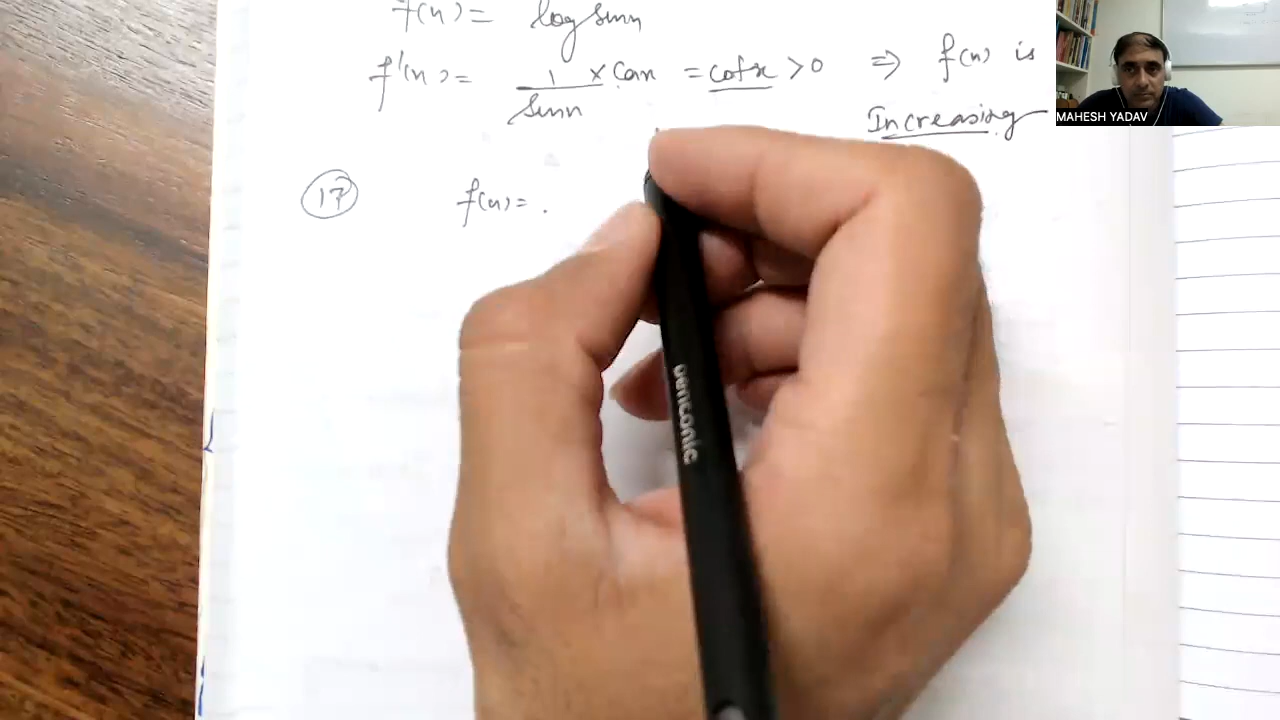 f(x) = log sinx
f'(x) = 1/sinx × Cosx = cotx > 0 ⇒ f(x) is
Increasing
MAHESH YADAV
17 f(x) = .